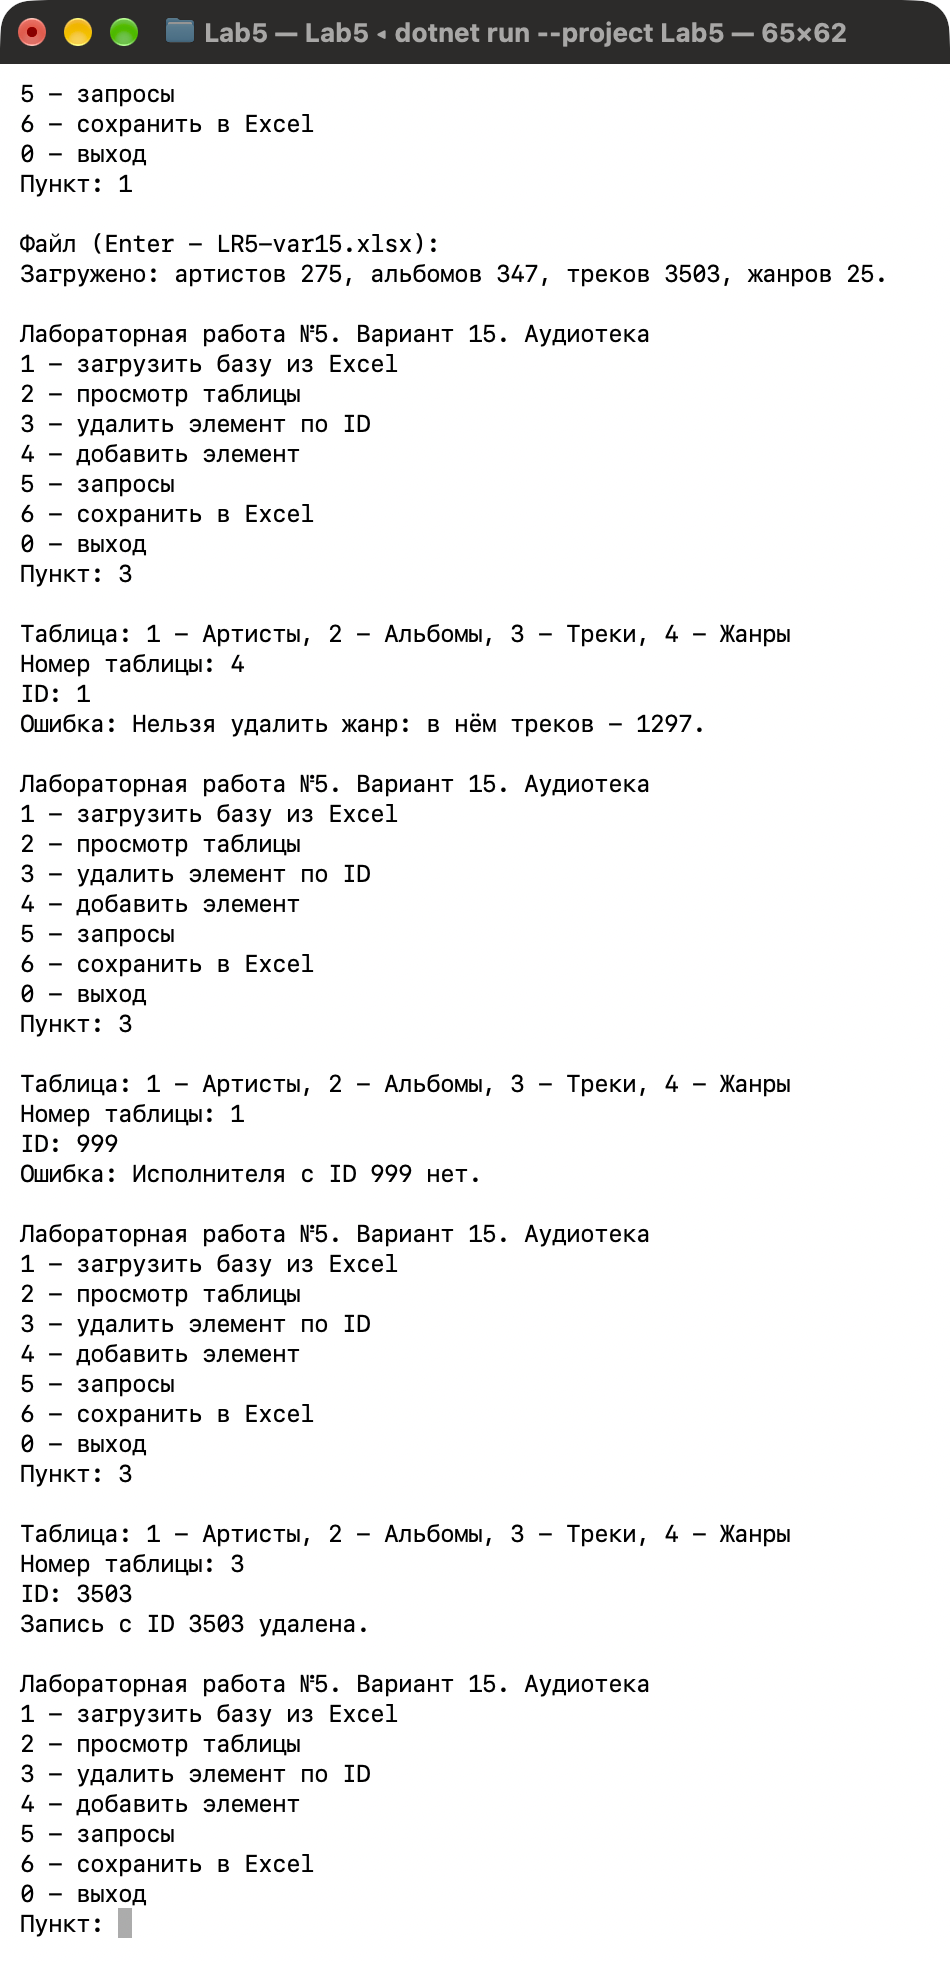 Lab5 — Lab5 ◂ dotnet run --project Lab5 — 65×62
5 — запросы
6 — сохранить в Excel
0 — выход
Пункт: 1
Файл (Enter — LR5-var15.xlsx):
Загружено: артистов 275, альбомов 347, треков 3503, жанров 25.
Лабораторная работа №5. Вариант 15. Аудиотека
1 — загрузить базу из Excel
2 — просмотр таблицы
3 — удалить элемент по ID
4 — добавить элемент
5 — запросы
6 — сохранить в Excel
0 — выход
Пункт: 3
Таблица: 1 — Артисты, 2 — Альбомы, 3 — Треки, 4 — Жанры
Номер таблицы: 4
ID: 1
Ошибка: Нельзя удалить жанр: в нём треков — 1297.
Лабораторная работа №5. Вариант 15. Аудиотека
1 — загрузить базу из Excel
2 — просмотр таблицы
3 — удалить элемент по ID
4 — добавить элемент
5 — запросы
6 — сохранить в Excel
0 — выход
Пункт: 3
Таблица: 1 — Артисты, 2 — Альбомы, 3 — Треки, 4 — Жанры
Номер таблицы: 1
ID: 999
Ошибка: Исполнителя с ID 999 нет.
Лабораторная работа №5. Вариант 15. Аудиотека
1 — загрузить базу из Excel
2 — просмотр таблицы
3 — удалить элемент по ID
4 — добавить элемент
5 — запросы
6 — сохранить в Excel
0 — выход
Пункт: 3
Таблица: 1 — Артисты, 2 — Альбомы, 3 — Треки, 4 — Жанры
Номер таблицы: 3
ID: 3503
Запись с ID 3503 удалена.
Лабораторная работа №5. Вариант 15. Аудиотека
1 — загрузить базу из Excel
2 — просмотр таблицы
3 — удалить элемент по ID
4 — добавить элемент
5 — запросы
6 — сохранить в Excel
0 — выход
Пункт: